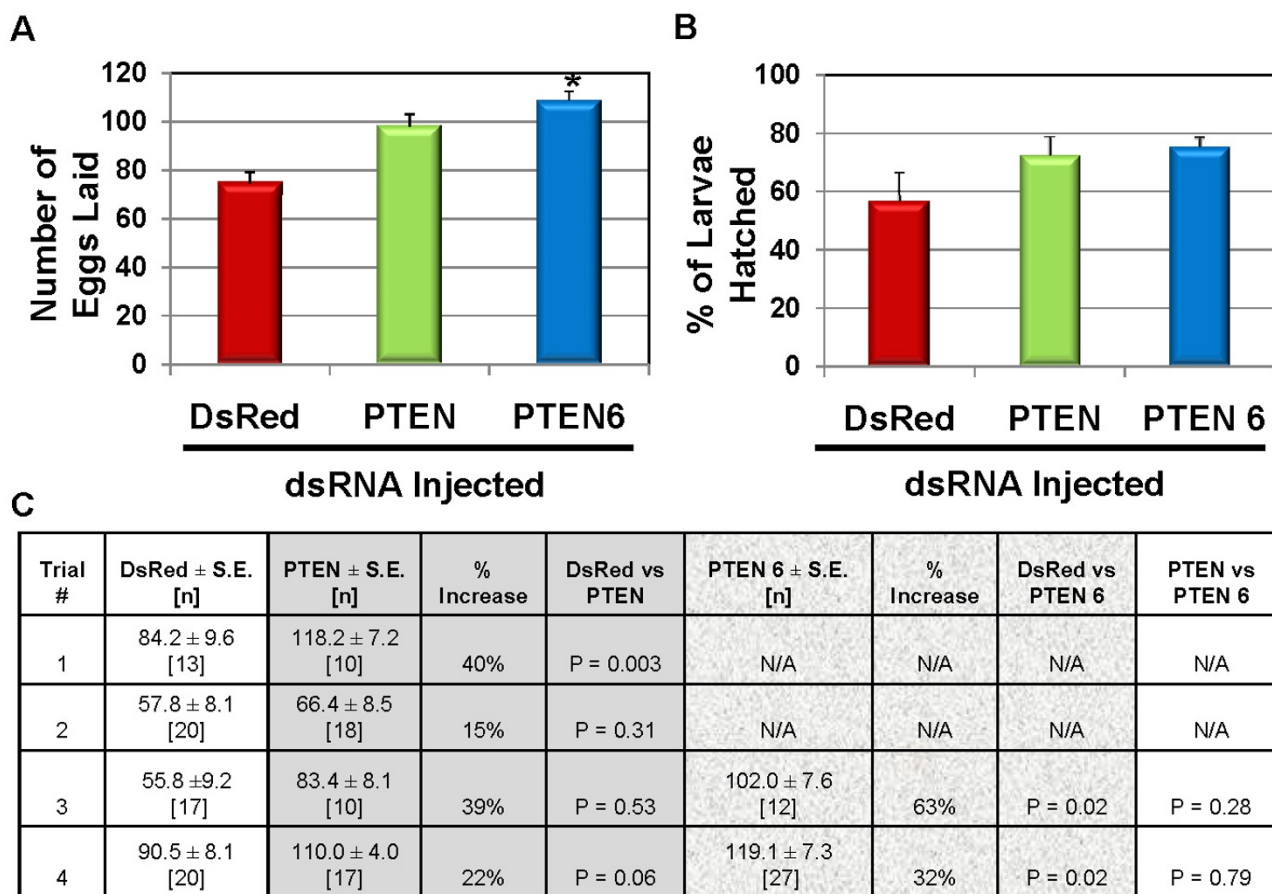 A
Number of
Eggs Laid
120
100
80
60
40
20
0
*
DsRed PTEN PTEN6
dsRNA Injected
B
% of Larvae
Hatched
100
80
60
40
20
0
DsRed PTEN PTEN 6
dsRNA Injected
C
Trial # DsRed ± S.E. [n] PTEN ± S.E. [n] % Increase DsRed vs PTEN PTEN 6 ± S.E. [n] % Increase DsRed vs PTEN 6 PTEN vs PTEN 6
1 84.2 ± 9.6 [13] 118.2 ± 7.2 [10] 40% P = 0.003 N/A N/A N/A N/A
2 57.8 ± 8.1 [20] 66.4 ± 8.5 [18] 15% P = 0.31 N/A N/A N/A N/A
3 55.8 ±9.2 [17] 83.4 ± 8.1 [10] 39% P = 0.53 102.0 ± 7.6 [12] 63% P = 0.02 P = 0.28
4 90.5 ± 8.1 [20] 110.0 ± 4.0 [17] 22% P = 0.06 119.1 ± 7.3 [27] 32% P = 0.02 P = 0.79